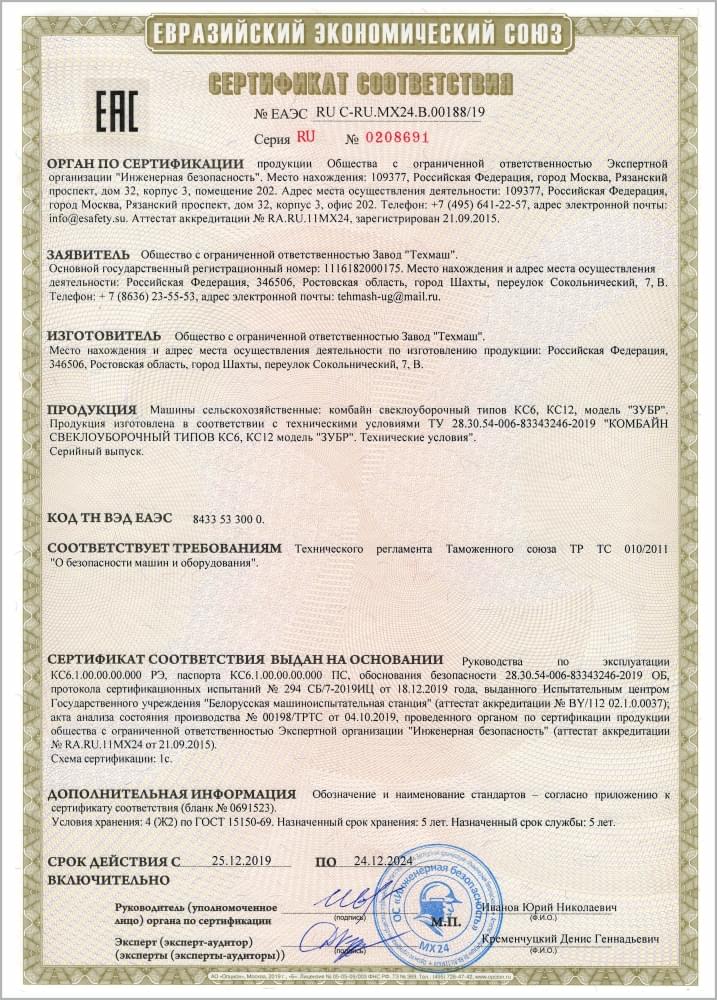 ЕВРАЗИЙСКИЙ ЭКОНОМИЧЕСКИЙ СОЮЗ
СЕРТИФИКАТ СООТВЕТСТВИЯ
ЕАС
№ ЕАЭС RU C-RU.МХ24.В.00188/19
Серия RU № 0208691
ОРГАН ПО СЕРТИФИКАЦИИ продукции Общества с ограниченной ответственностью Экспертной
организации "Инженерная безопасность". Место нахождения: 109377, Российская Федерация, город Москва, Рязанский
проспект, дом 32, корпус 3, помещение 202. Адрес места осуществления деятельности: 109377, Российская Федерация,
город Москва, Рязанский проспект, дом 32, корпус 3, офис 202. Телефон: +7 (495) 641-22-57, адрес электронной почты:
info@esafety.su. Аттестат аккредитации № RA.RU.11МХ24, зарегистрирован 21.09.2015.
ЗАЯВИТЕЛЬ Общество с ограниченной ответственностью Завод "Техмаш".
Основной государственный регистрационный номер: 1116182000175. Место нахождения и адрес места осуществления
деятельности: Российская Федерация, 346506, Ростовская область, город Шахты, переулок Сокольнический, 7, В.
Телефон: + 7 (8636) 23-55-53, адрес электронной почты: tehmash-ug@mail.ru.
ИЗГОТОВИТЕЛЬ Общество с ограниченной ответственностью Завод "Техмаш".
Место нахождения и адрес места осуществления деятельности по изготовлению продукции: Российская Федерация,
346506, Ростовская область, город Шахты, переулок Сокольнический, 7, В.
ПРОДУКЦИЯ Машины сельскохозяйственные: комбайн свеклоуборочный типов КС6, КС12, модель "ЗУБР".
Продукция изготовлена в соответствии с техническими условиями ТУ 28.30.54-006-83343246-2019 "КОМБАЙН
СВЕКЛОУБОРОЧНЫЙ ТИПОВ КС6, КС12 модель "ЗУБР". Технические условия".
Серийный выпуск.
КОД ТН ВЭД ЕАЭС 8433 53 300 0.
СООТВЕТСТВУЕТ ТРЕБОВАНИЯМ Технического регламента Таможенного союза ТР ТС 010/2011
"О безопасности машин и оборудования".
СЕРТИФИКАТ СООТВЕТСТВИЯ ВЫДАН НА ОСНОВАНИИ Руководства по эксплуатации
КС6.1.00.00.00.000 РЭ, паспорта КС6.1.00.00.00.000 ПС, обоснования безопасности 28.30.54-006-83343246-2019 ОБ,
протокола сертификационных испытаний № 294 СБ/7-2019ИЦ от 18.12.2019 года, выданного Испытательным центром
Государственного учреждения "Белорусская машиноиспытательная станция" (аттестат аккредитации № BY/112 02.1.0.0037);
акта анализа состояния производства № 00198/ТРТС от 04.10.2019, проведенного органом по сертификации продукции
общества с ограниченной ответственностью Экспертной организации "Инженерная безопасность" (аттестат аккредитации
№ RA.RU.11МХ24 от 21.09.2015).
Схема сертификации: 1с.
ДОПОЛНИТЕЛЬНАЯ ИНФОРМАЦИЯ Обозначение и наименование стандартов – согласно приложению к
сертификату соответствия (бланк № 0691523).
Условия хранения: 4 (Ж2) по ГОСТ 15150-69. Назначенный срок хранения: 5 лет. Назначенный срок службы: 5 лет.
СРОК ДЕЙСТВИЯ С 25.12.2019 ПО 24.12.2024
ВКЛЮЧИТЕЛЬНО
Руководитель (уполномоченное
лицо) органа по сертификации
(подпись)
М.П.
Иванов Юрий Николаевич
(Ф.И.О.)
Эксперт (эксперт-аудитор)
(эксперты (эксперты-аудиторы))
(подпись)
Кременчуцкий Денис Геннадьевич
(Ф.И.О.)
ОС «Инженерная безопасность»
МХ24
АО «Опцион», Москва, 2019 г., «Б». Лицензия № 05-05-09/003 ФНС РФ. ТЗ № 369. Тел.: (495) 726-47-42, www.opcion.ru